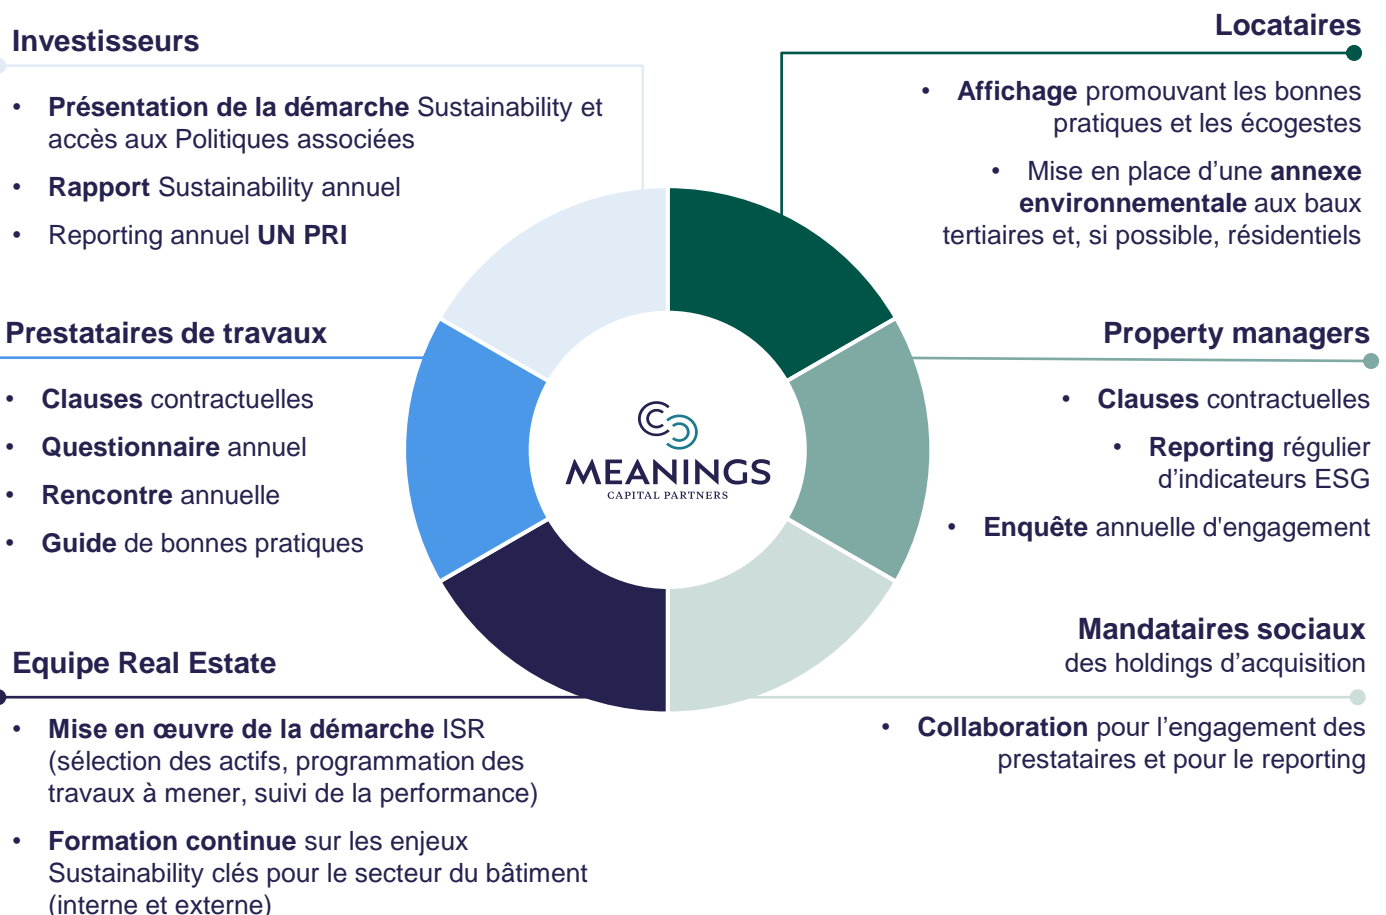 Investisseurs
• Présentation de la démarche Sustainability et
accès aux Politiques associées
• Rapport Sustainability annuel
• Reporting annuel UN PRI
Locataires
• Affichage promouvant les bonnes
pratiques et les écogestes
• Mise en place d’une annexe
environnementale aux baux
tertiaires et, si possible, résidentiels
Prestataires de travaux
• Clauses contractuelles
• Questionnaire annuel
• Rencontre annuelle
• Guide de bonnes pratiques
MEANINGS
CAPITAL PARTNERS
Property managers
• Clauses contractuelles
• Reporting régulier
d’indicateurs ESG
• Enquête annuelle d'engagement
Equipe Real Estate
• Mise en œuvre de la démarche ISR
(sélection des actifs, programmation des
travaux à mener, suivi de la performance)
• Formation continue sur les enjeux
Sustainability clés pour le secteur du bâtiment
(interne et externe)
Mandataires sociaux
des holdings d’acquisition
• Collaboration pour l’engagement des
prestataires et pour le reporting